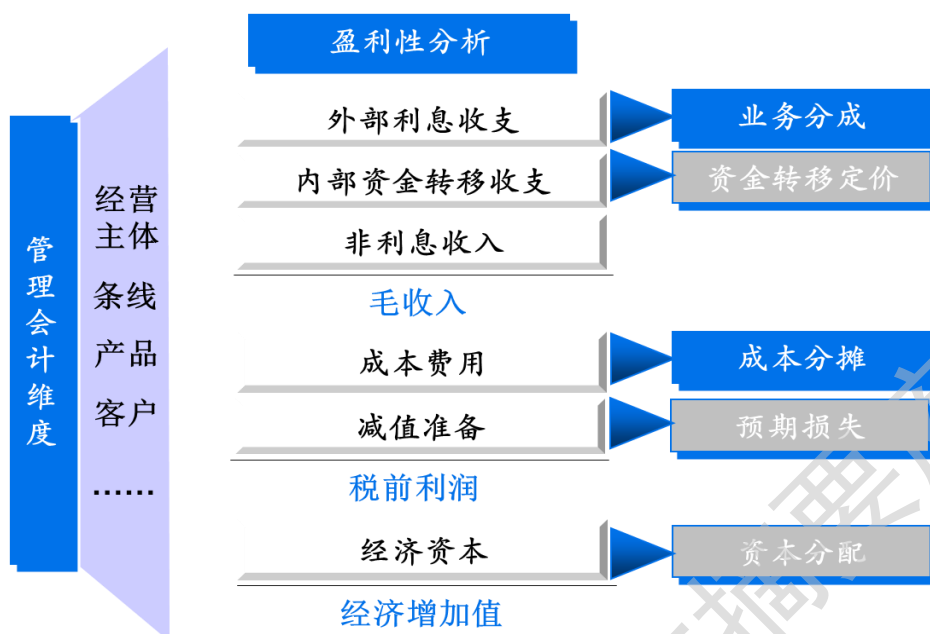 盈利性分析
管理会计维度
经营
主体
条线
产品
客户
......
外部利息收支
业务分成
内部资金转移收支
资金转移定价
非利息收入
毛收入
成本费用
成本分摊
减值准备
预期损失
税前利润
经济资本
资本分配
经济增加值
摘要